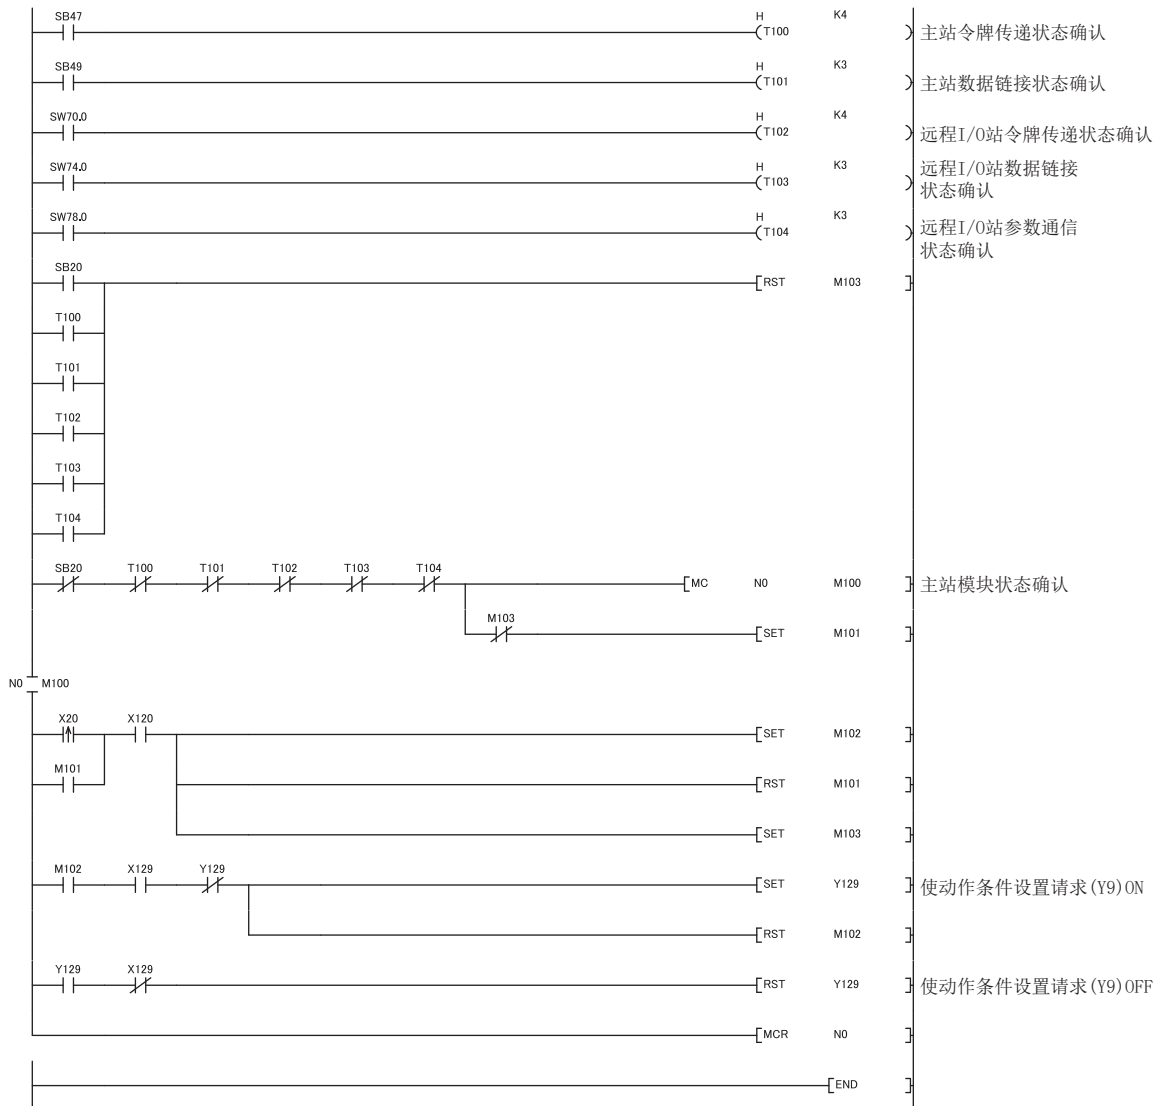 SB47 H K4
T100 主站令牌传递状态确认
SB49 H K3
T101 主站数据链接状态确认
SW70.0 H K4
T102 远程I/O站令牌传递状态确认
SW74.0 H K3
T103 远程I/O站数据链接
状态确认
SW78.0 H K3
T104 远程I/O站参数通信
状态确认
SB20
RST M103
T100
T101
T102
T103
T104
SB20 T100 T101 T102 T103 T104
MC N0 M100 主站模块状态确认
M103
SET M101
N0 M100
X20 X120
SET M102
M101
RST M101
SET M103
M102 X129 Y129
SET Y129 使动作条件设置请求(Y9)ON
RST M102
Y129 X129
RST Y129 使动作条件设置请求(Y9)OFF
MCR N0
END